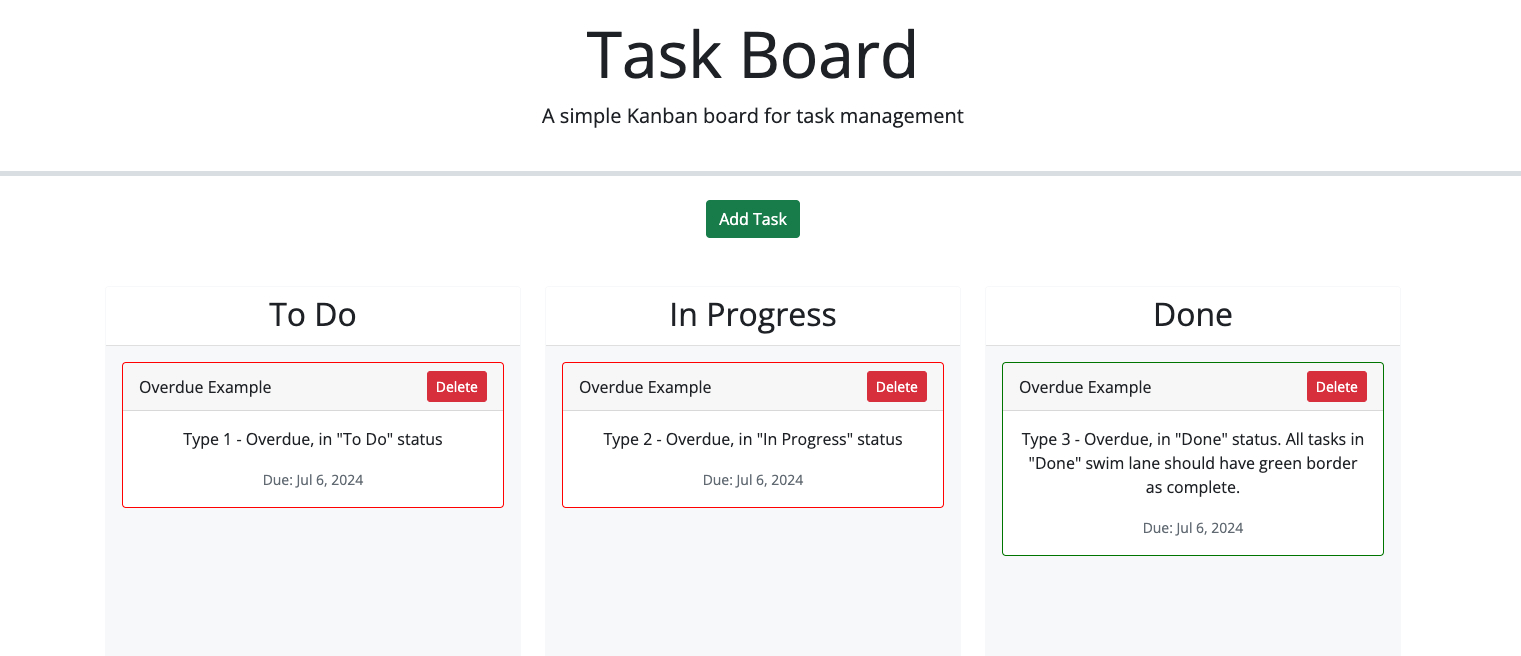 Task Board
A simple Kanban board for task management
Add Task
To Do
Overdue Example
Delete
Type 1 - Overdue, in "To Do" status
Due: Jul 6, 2024
In Progress
Overdue Example
Delete
Type 2 - Overdue, in "In Progress" status
Due: Jul 6, 2024
Done
Overdue Example
Delete
Type 3 - Overdue, in "Done" status. All tasks in
"Done" swim lane should have green border
as complete.
Due: Jul 6, 2024